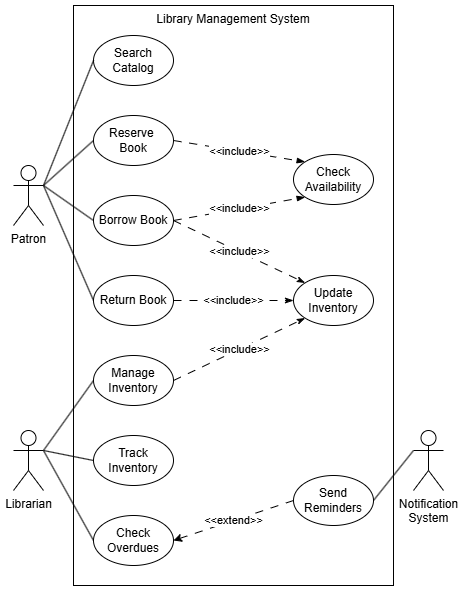 Library Management System
Search
Catalog
Reserve
Book
<<include>>
Check
Availability
Borrow Book
<<include>>
Patron
<<include>>
Return Book
<<include>>
Update
Inventory
<<include>>
Manage
Inventory
Track
Inventory
Librarian
Send
Reminders
Notification
System
<<extend>>
Check
Overdues